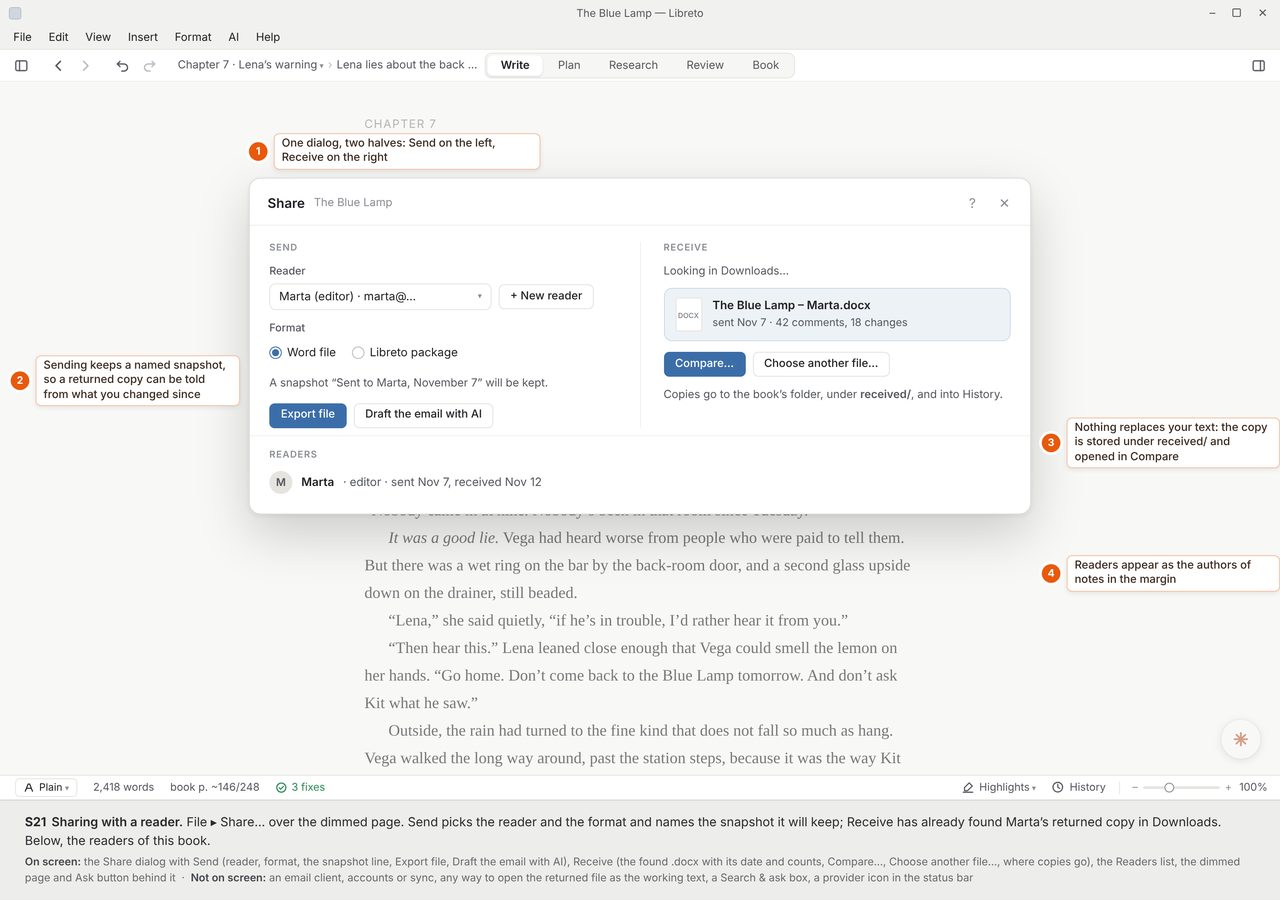 The Blue Lamp — Libreto
File Edit View Insert Format AI Help
Chapter 7 · Lena’s warning ▾ › Lena lies about the back ... Write Plan Research Review Book
CHAPTER 7
1 One dialog, two halves: Send on the left,
Receive on the right
Share The Blue Lamp ? ×
SEND
Reader
Marta (editor) · marta@... ▾ + New reader
Format
Word file Libreto package
A snapshot “Sent to Marta, November 7” will be kept.
Export file Draft the email with AI
RECEIVE
Looking in Downloads...
DOCX
The Blue Lamp – Marta.docx
sent Nov 7 · 42 comments, 18 changes
Compare... Choose another file...
Copies go to the book’s folder, under received/, and into History.
2 Sending keeps a named snapshot,
so a returned copy can be told
from what you changed since
3 Nothing replaces your text: the copy
is stored under received/ and
opened in Compare
READERS
M Marta · editor · sent Nov 7, received Nov 12
It was a good lie. Vega had heard worse from people who were paid to tell them.
But there was a wet ring on the bar by the back-room door, and a second glass upside
down on the drainer, still beaded.
4 Readers appear as the authors of
notes in the margin
“Lena,” she said quietly, “if he’s in trouble, I’d rather hear it from you.”
“Then hear this.” Lena leaned close enough that Vega could smell the lemon on
her hands. “Go home. Don’t come back to the Blue Lamp tomorrow. And don’t ask
Kit what he saw.”
Outside, the rain had turned to the fine kind that does not fall so much as hang.
Vega walked the long way around, past the station steps, because it was the way Kit
A Plain ▾ 2,418 words book p. ~146/248 3 fixes Highlights ▾ History − + 100%
S21 Sharing with a reader. File ▸ Share... over the dimmed page. Send picks the reader and the format and names the snapshot it will keep; Receive has already found Marta’s returned copy in Downloads.
Below, the readers of this book.
On screen: the Share dialog with Send (reader, format, the snapshot line, Export file, Draft the email with AI), Receive (the found .docx with its date and counts, Compare..., Choose another file..., where copies go), the Readers list, the dimmed
page and Ask button behind it · Not on screen: an email client, accounts or sync, any way to open the returned file as the working text, a Search & ask box, a provider icon in the status bar